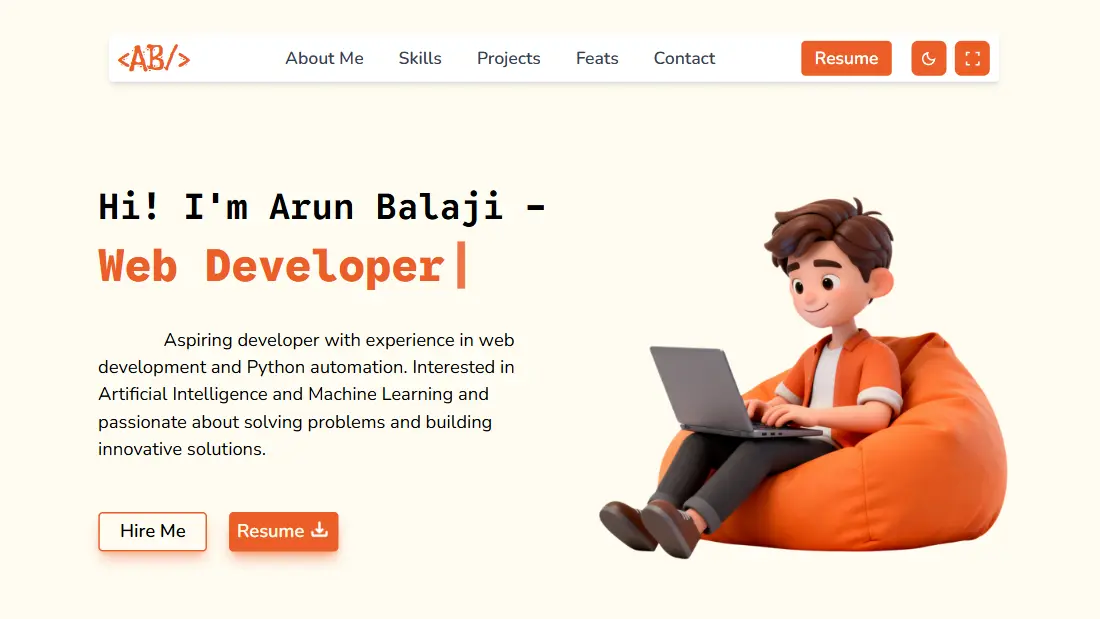 <AB/>
About Me Skills Projects Feats Contact Resume
Hi! I'm Arun Balaji -
Web Developer|
Aspiring developer with experience in web
development and Python automation. Interested in
Artificial Intelligence and Machine Learning and
passionate about solving problems and building
innovative solutions.
Hire Me Resume